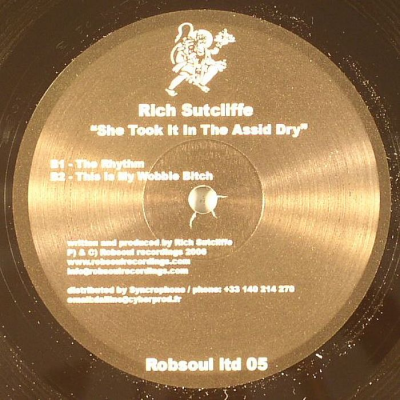 Rich Sutcliffe
"She Took It In The Assid Dry"
B1 - The Rhythm
B2 - This Is My Wobble Bitch
written and produced by Rich Sutcliffe
P) & C) Robsoul recordings 2006
www.robsoulrecordings.com
info@robsoulrecordings.com
distributed by Syncrophone / phone: +33 140 214 278
Robsoul ltd 05